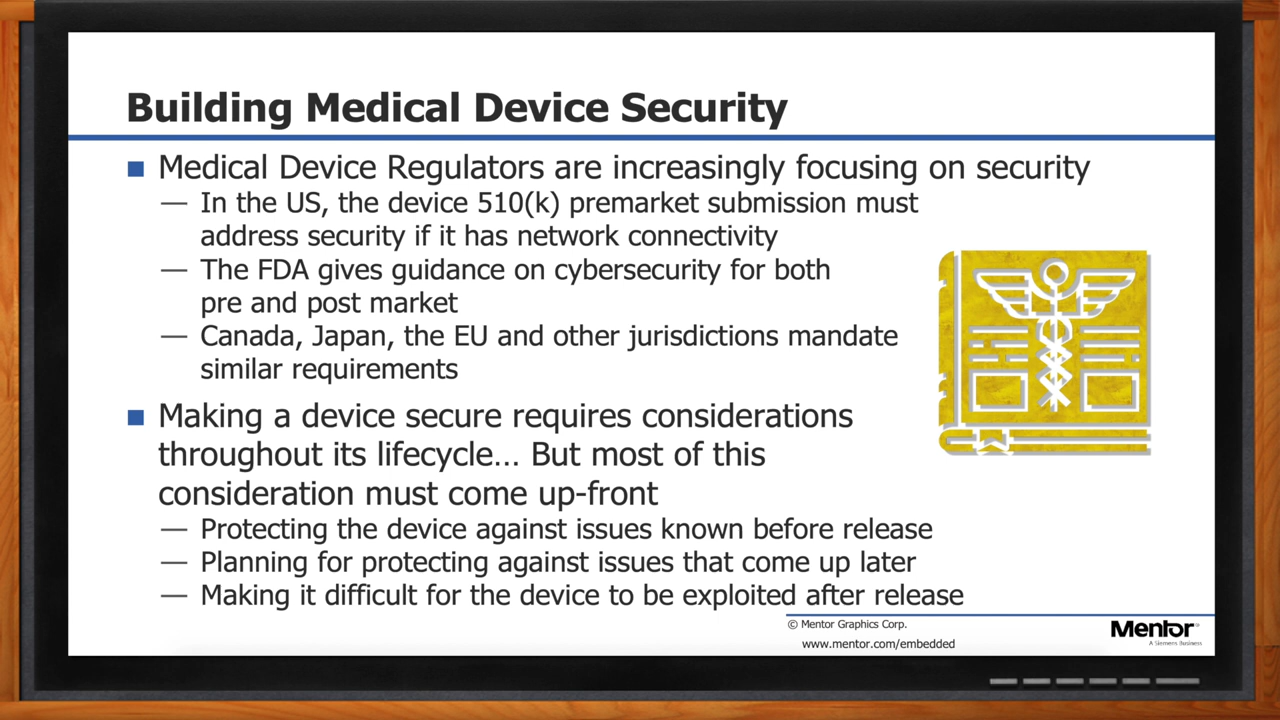 Building Medical Device Security
Medical Device Regulators are increasingly focusing on security
— In the US, the device 510(k) premarket submission must
address security if it has network connectivity
— The FDA gives guidance on cybersecurity for both
pre and post market
— Canada, Japan, the EU and other jurisdictions mandate
similar requirements
Making a device secure requires considerations
throughout its lifecycle… But most of this
consideration must come up-front
— Protecting the device against issues known before release
— Planning for protecting against issues that come up later
— Making it difficult for the device to be exploited after release
© Mentor Graphics Corp.
www.mentor.com/embedded
Mentor
A Siemens Business